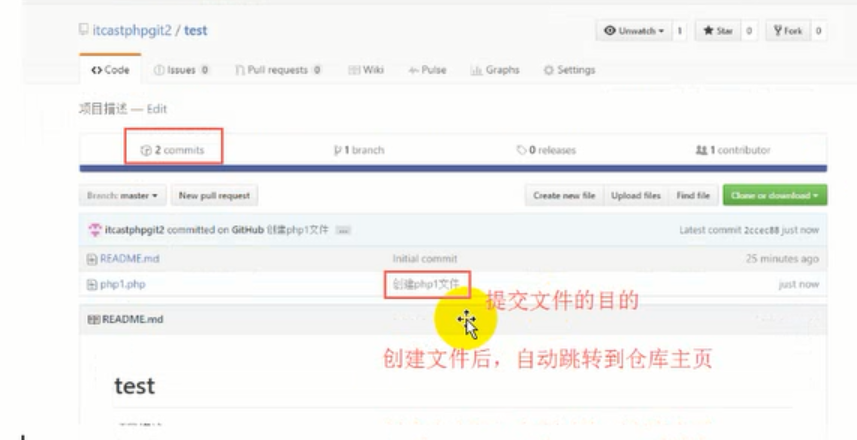 itcastphpgit2 / test
Unwatch 1 Star 0 Fork 0
Code Issues 0 Pull requests 0 Wiki Pulse Graphs Settings
项目描述 — Edit
2 commits 1 branch 0 releases 1 contributor
Branch: master New pull request Create new file Upload files Find file Clone or download
itcastphpgit2 committed on GitHub 创建php1文件 Latest commit 2ccec88 just now
README.md Initial commit 25 minutes ago
php1.php 创建php1文件 just now
提交文件的目的
README.md
创建文件后，自动跳转到仓库主页
test